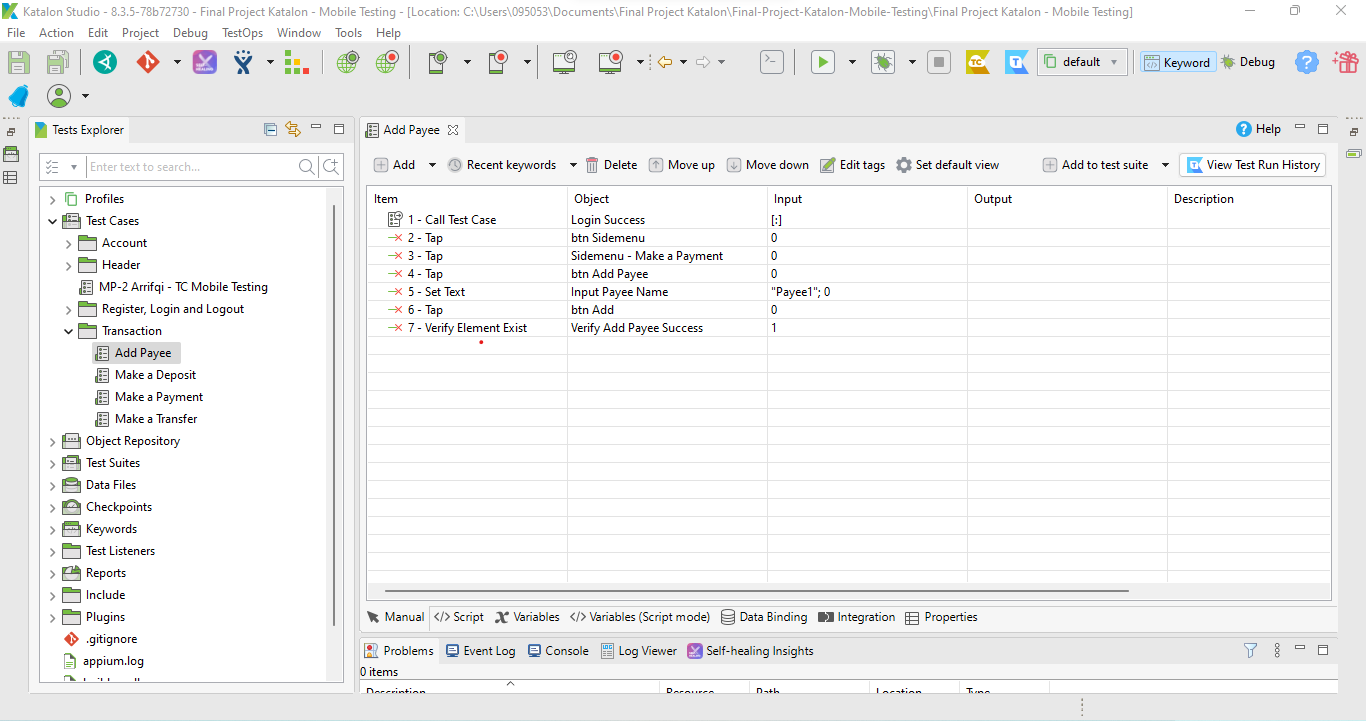 Katalon Studio - 8.3.5-78b72730 - Final Project Katalon - Mobile Testing - [Location: C:\Users\095053\Documents\Final Project Katalon\Final-Project-Katalon-Mobile-Testing\Final Project Katalon - Mobile Testing]
File Action Edit Project Debug TestOps Window Tools Help
default Keyword Debug
Tests Explorer
Enter text to search...
Profiles
Test Cases
Account
Header
MP-2 Arrifqi - TC Mobile Testing
Register, Login and Logout
Transaction
Add Payee
Make a Deposit
Make a Payment
Make a Transfer
Object Repository
Test Suites
Data Files
Checkpoints
Keywords
Test Listeners
Reports
Include
Plugins
.gitignore
appium.log
Add Payee
Help
Add Recent keywords Delete Move up Move down Edit tags Set default view Add to test suite View Test Run History
Item Object Input Output Description
1 - Call Test Case Login Success [:]
2 - Tap btn Sidemenu 0
3 - Tap Sidemenu - Make a Payment 0
4 - Tap btn Add Payee 0
5 - Set Text Input Payee Name "Payee1"; 0
6 - Tap btn Add 0
7 - Verify Element Exist Verify Add Payee Success 1
Manual </> Script Variables </> Variables (Script mode) Data Binding Integration Properties
Problems Event Log Console Log Viewer Self-healing Insights
0 items
Description Resource Path Location Type